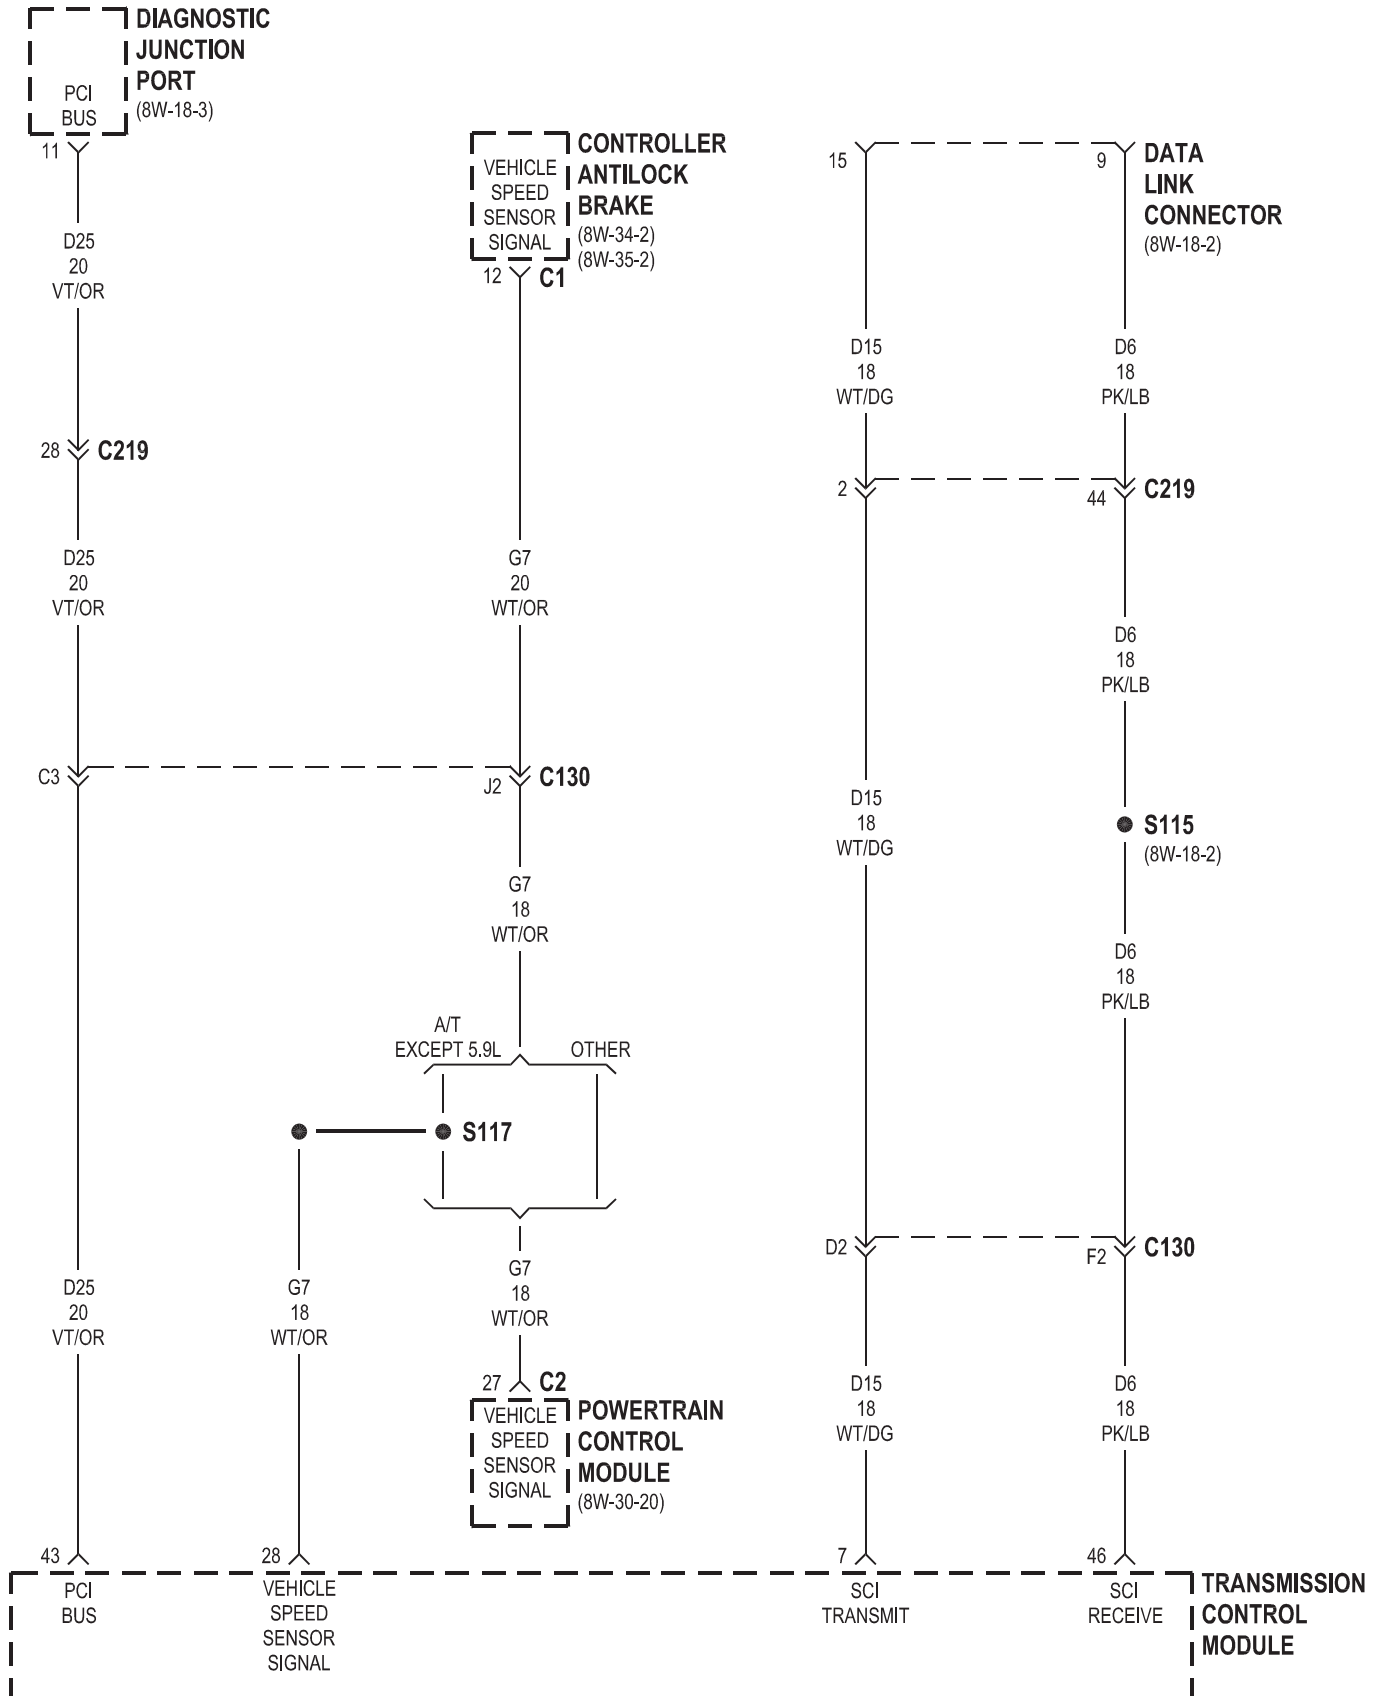 DIAGNOSTIC
JUNCTION
PORT
(8W-18-3)
PCI
BUS
11
D25
20
VT/OR
28
C219
D25
20
VT/OR
C3
D25
20
VT/OR
43
PCI
BUS
CONTROLLER
ANTILOCK
BRAKE
(8W-34-2)
(8W-35-2)
VEHICLE
SPEED
SENSOR
SIGNAL
12
C1
G7
20
WT/OR
J2
C130
G7
18
WT/OR
A/T
EXCEPT 5.9L
OTHER
S117
G7
18
WT/OR
28
VEHICLE
SPEED
SENSOR
SIGNAL
G7
18
WT/OR
27
C2
VEHICLE
SPEED
SENSOR
SIGNAL
POWERTRAIN
CONTROL
MODULE
(8W-30-20)
15
9
DATA
LINK
CONNECTOR
(8W-18-2)
D15
18
WT/DG
D6
18
PK/LB
2
44
C219
D6
18
PK/LB
D15
18
WT/DG
S115
(8W-18-2)
D6
18
PK/LB
D2
F2
C130
D15
18
WT/DG
D6
18
PK/LB
7
46
SCI
TRANSMIT
SCI
RECEIVE
TRANSMISSION
CONTROL
MODULE